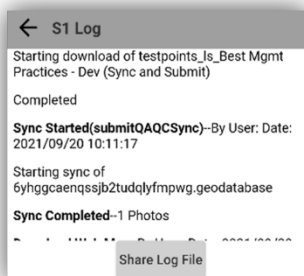 S1 Log
Starting download of testpoints_ls_Best Mgmt
Practices - Dev (Sync and Submit)
Completed
Sync Started(submitQAQCSync)--By User: Date:
2021/09/20 10:11:17
Starting sync of
6yhggcaenqssjb2tudqlyfmpwg.geodatabase
Sync Completed--1 Photos
Share Log File